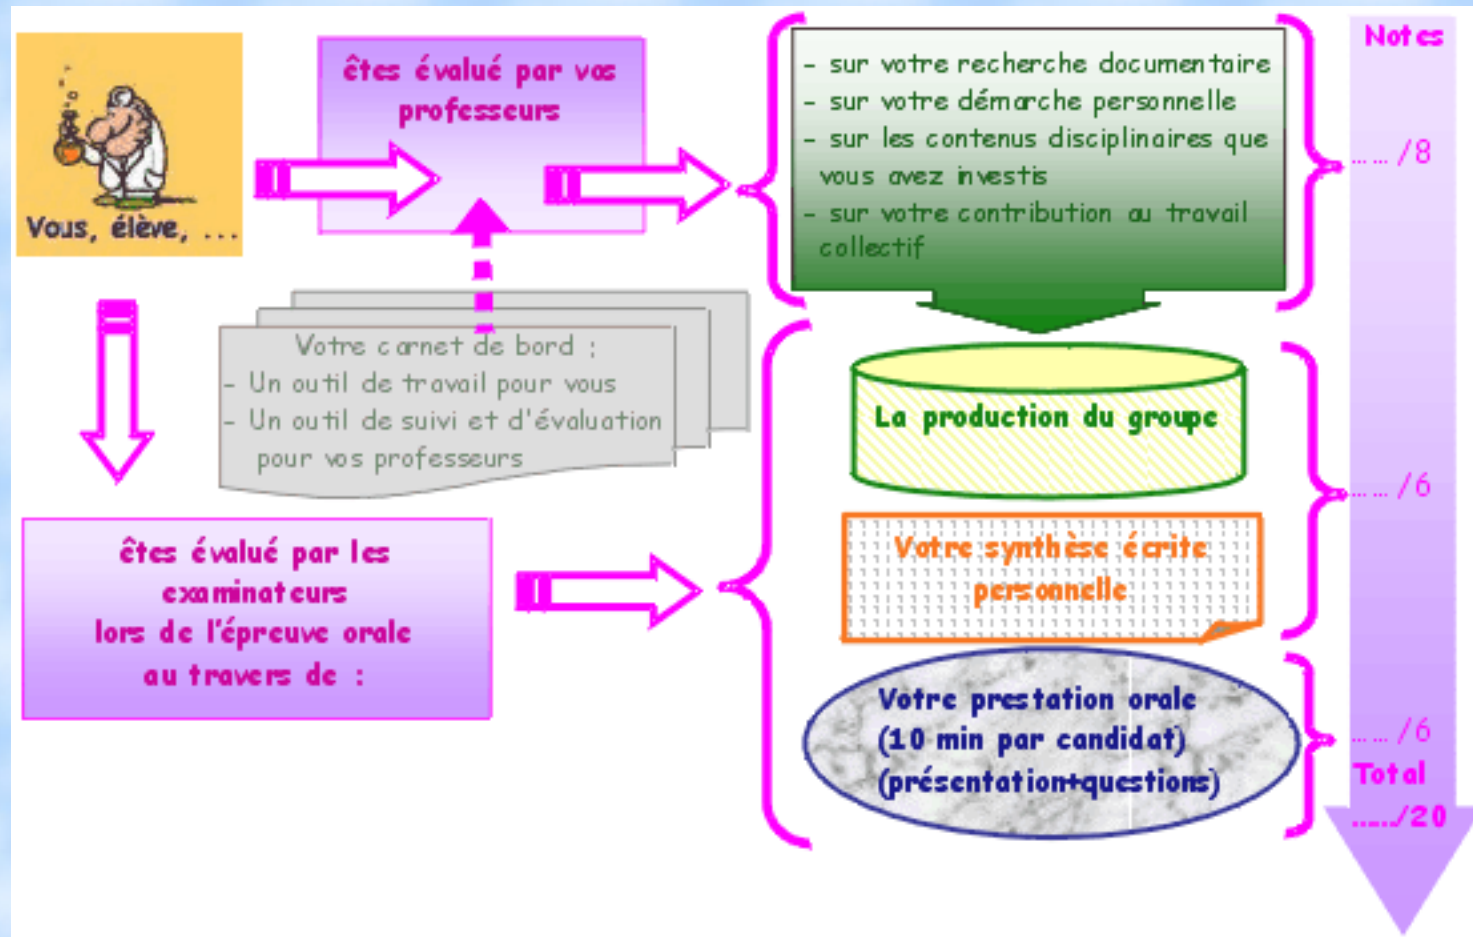 Vous, élève, ...
êtes évalué par vos
professeurs
- sur votre recherche documentaire
- sur votre démarche personnelle
- sur les contenus disciplinaires que
vous avez investis
- sur votre contribution au travail
collectif
Notes
...... /8
Votre carnet de bord :
- Un outil de travail pour vous
- Un outil de suivi et d'évaluation
pour vos professeurs
La production du groupe
...... /6
Votre synthèse écrite
personnelle
êtes évalué par les
examinateurs
lors de l'épreuve orale
au travers de :
Votre prestation orale
(10 min par candidat)
(présentation+questions)
...... /6
Total
....../20